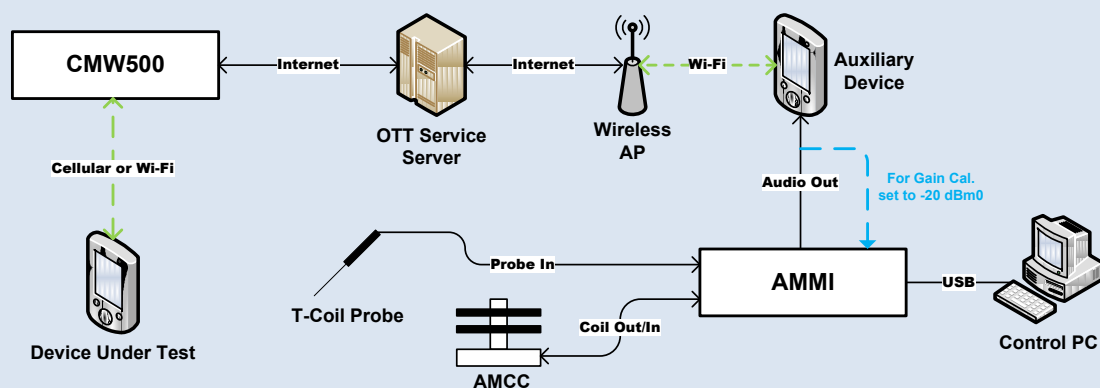 CMW500
Internet
Internet
Wi-Fi
Auxiliary
Device
OTT Service
Server
Wireless
AP
Cellular or Wi-Fi
Audio Out
For Gain Cal.
set to -20 dBm0
Probe In
AMMI
USB
T-Coil Probe
Coil Out/In
Device Under Test
AMCC
Control PC